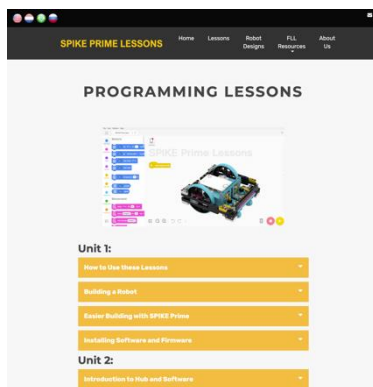 SPIKE PRIME LESSONS
Home
Lessons
Robot
Designs
FLL
Resources
About
Us
PROGRAMMING LESSONS
SPIKE Prime Lessons
Unit 1:
How to Use these Lessons
Building a Robot
Easier Building with SPIKE Prime
Installing Software and Firmware
Unit 2:
Introduction to Hub and Software